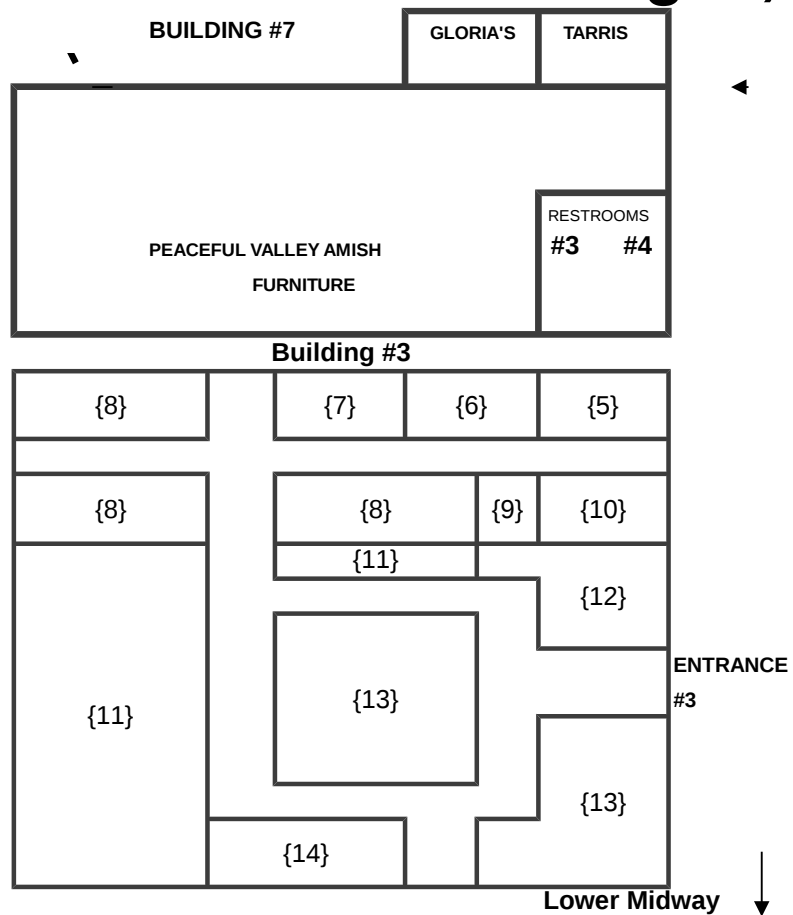 BUILDING #7
GLORIA'S
TARRIS
RESTROOMS
#3 #4
PEACEFUL VALLEY AMISH
FURNITURE
Building #3
{8}
{7}
{6}
{5}
{8}
{8}
{9}
{10}
{11}
{12}
ENTRANCE
#3
{11}
{13}
{13}
{14}
Lower Midway